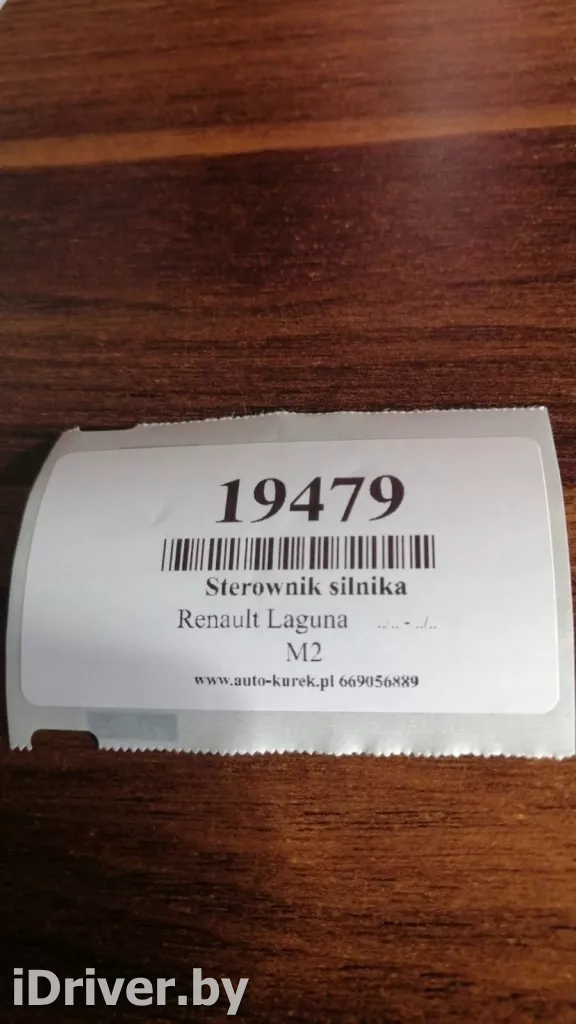 19479
Sterownik silnika
Renault Laguna ../.. - ../..
M2
www.auto-kurek.pl 669056889
iDriver.by